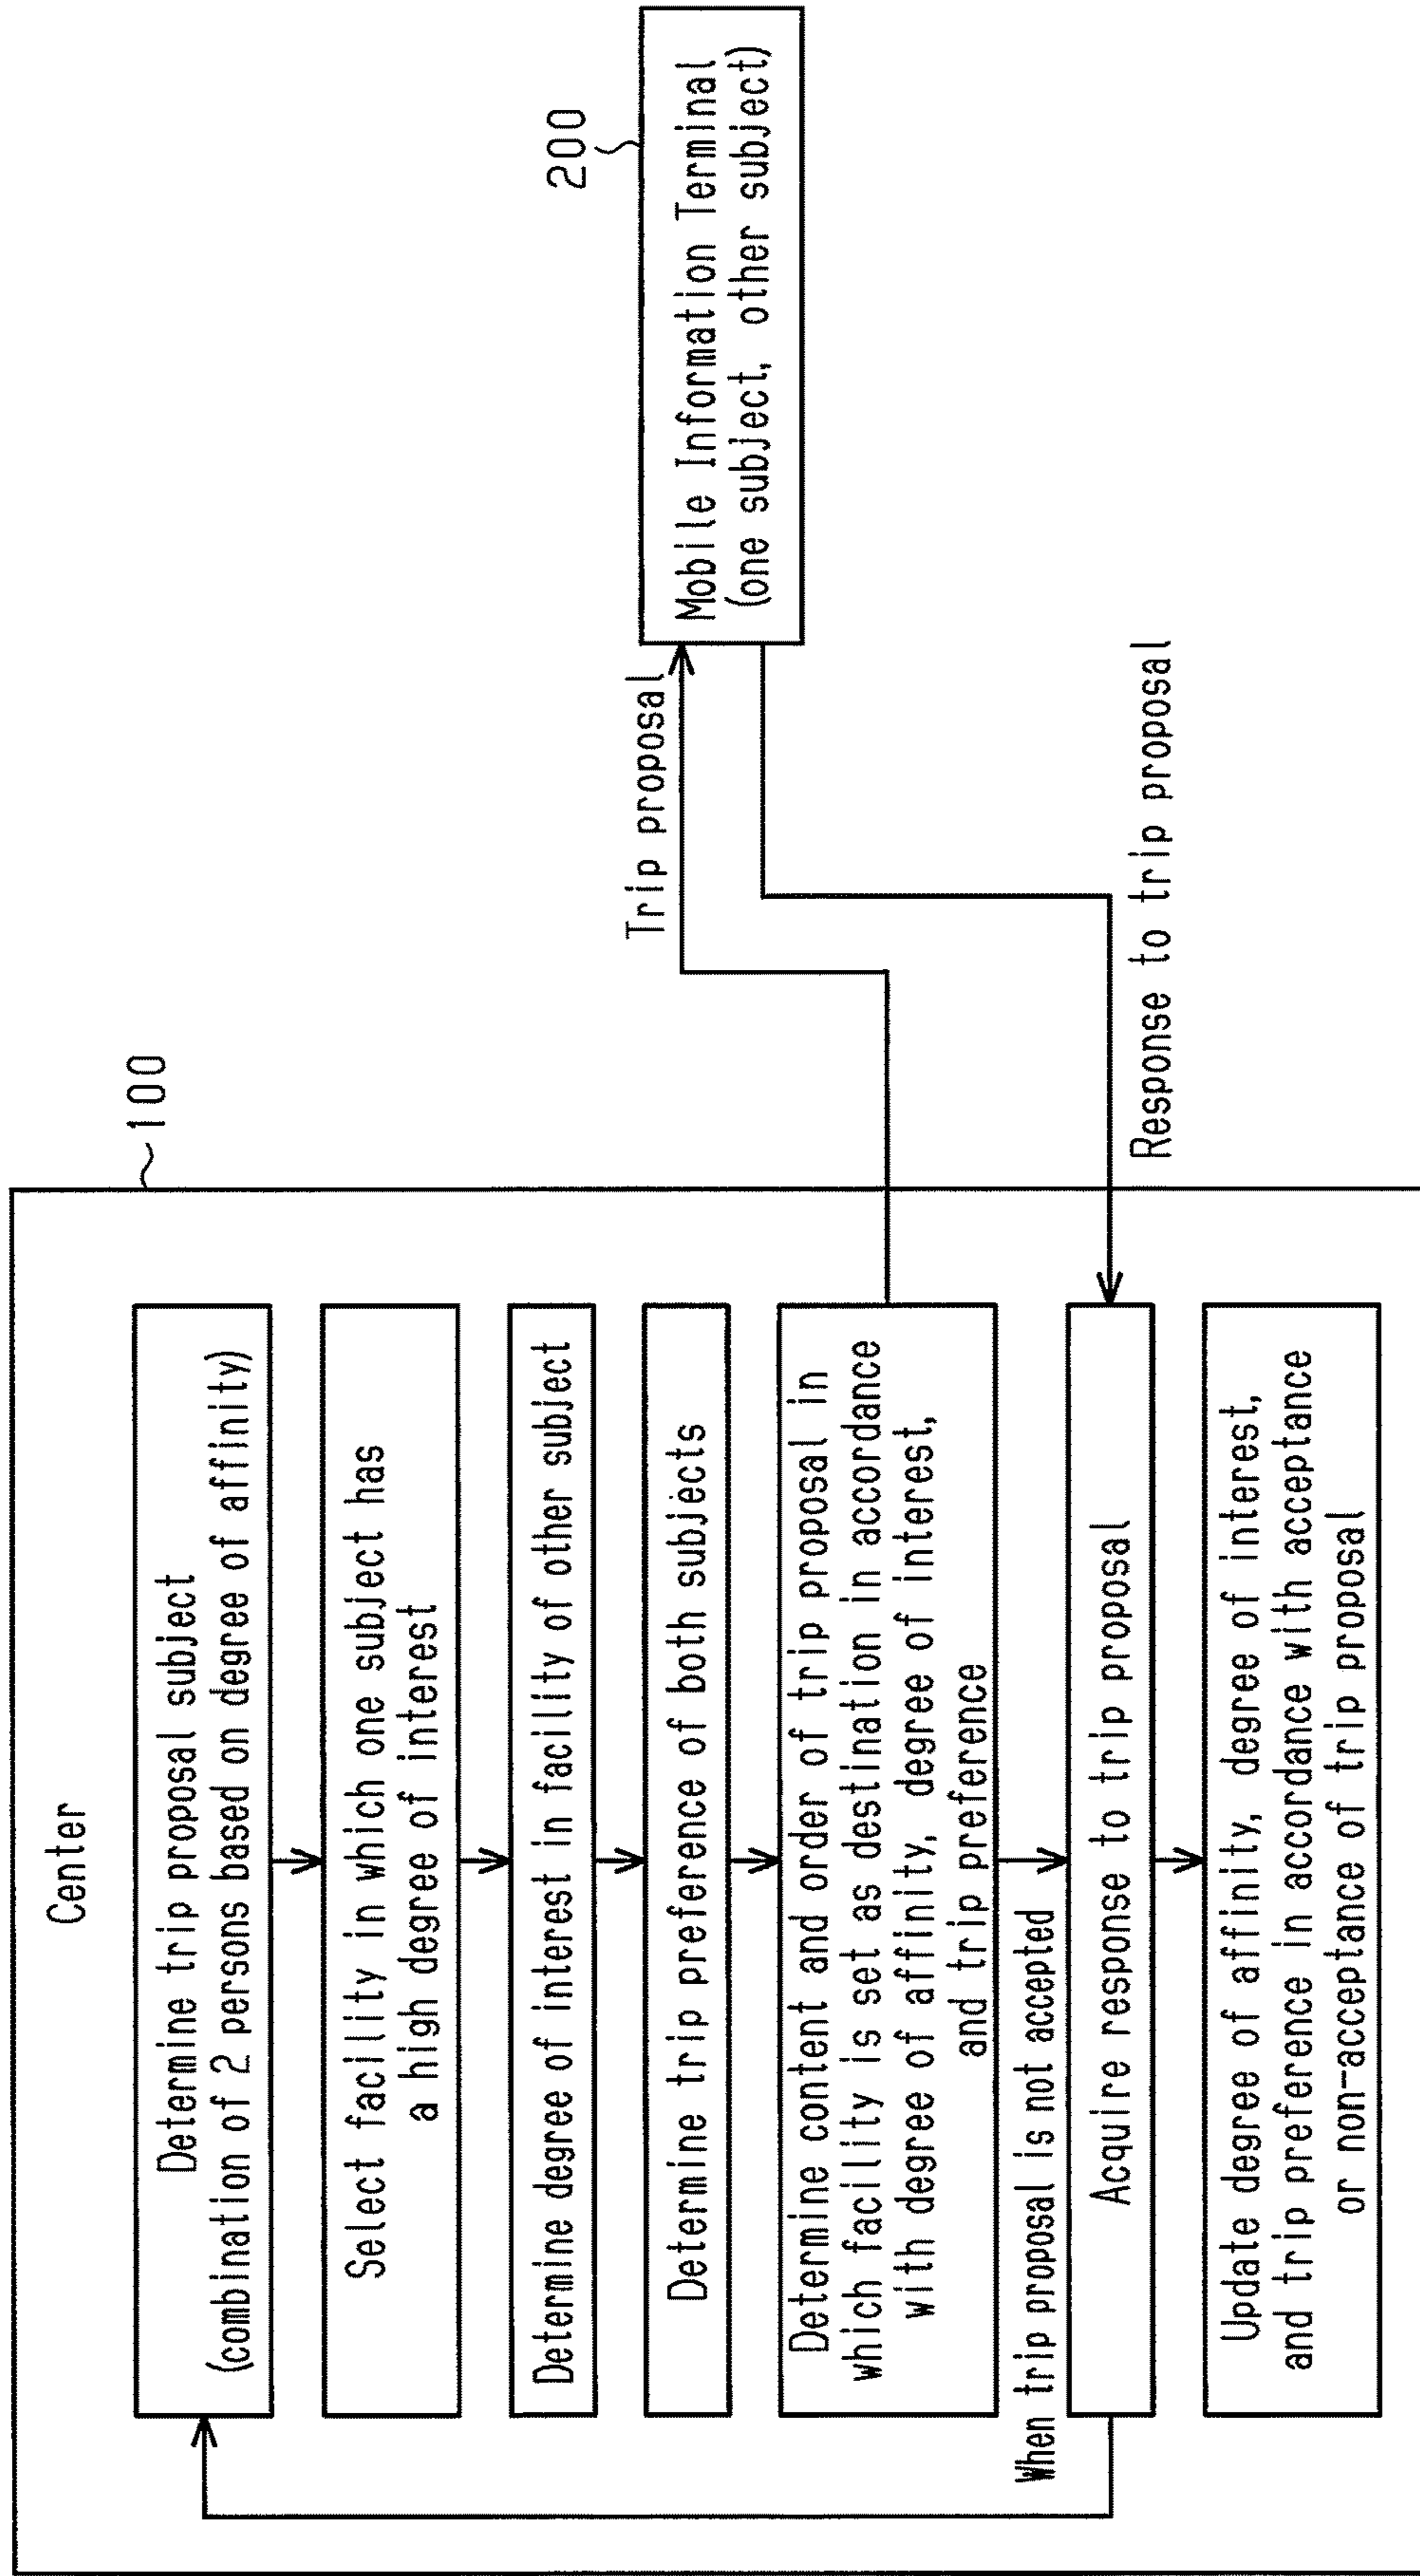 Center
100
Determine trip proposal subject
(combination of 2 persons based on degree of affinity)
Select facility in which one subject has
a high degree of interest
Determine degree of interest in facility of other subject
Determine trip preference of both subjects
Determine content and order of trip proposal in
which facility is set as destination in accordance
with degree of affinity, degree of interest,
and trip preference
When trip proposal is not accepted
Acquire response to trip proposal
Update degree of affinity, degree of interest,
and trip preference in accordance with acceptance
or non-acceptance of trip proposal
Trip proposal
Response to trip proposal
200
Mobile Information Terminal
(one subject, other subject)